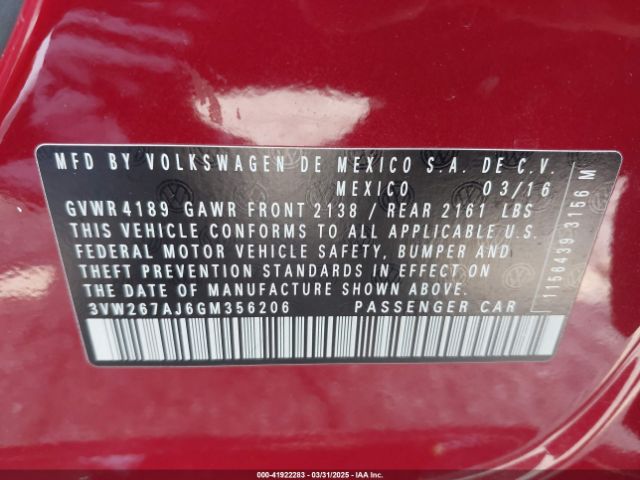 MFD BY VOLKSWAGEN DE MEXICO S.A. DE C.V.
MEXICO 03/16
GVWR 4189 GAWR FRONT 2138 / REAR 2161 LBS
THIS VEHICLE CONFORMS TO ALL APPLICABLE U.S.
FEDERAL MOTOR VEHICLE SAFETY, BUMPER AND
THEFT PREVENTION STANDARDS IN EFFECT ON
THE DATE OF MANUFACTURE SHOWN ABOVE.
3VW267AJ6GM356206 PASSENGER CAR
1156439-3156 M
000-41922283 - 03/31/2025 - IAAI.COM